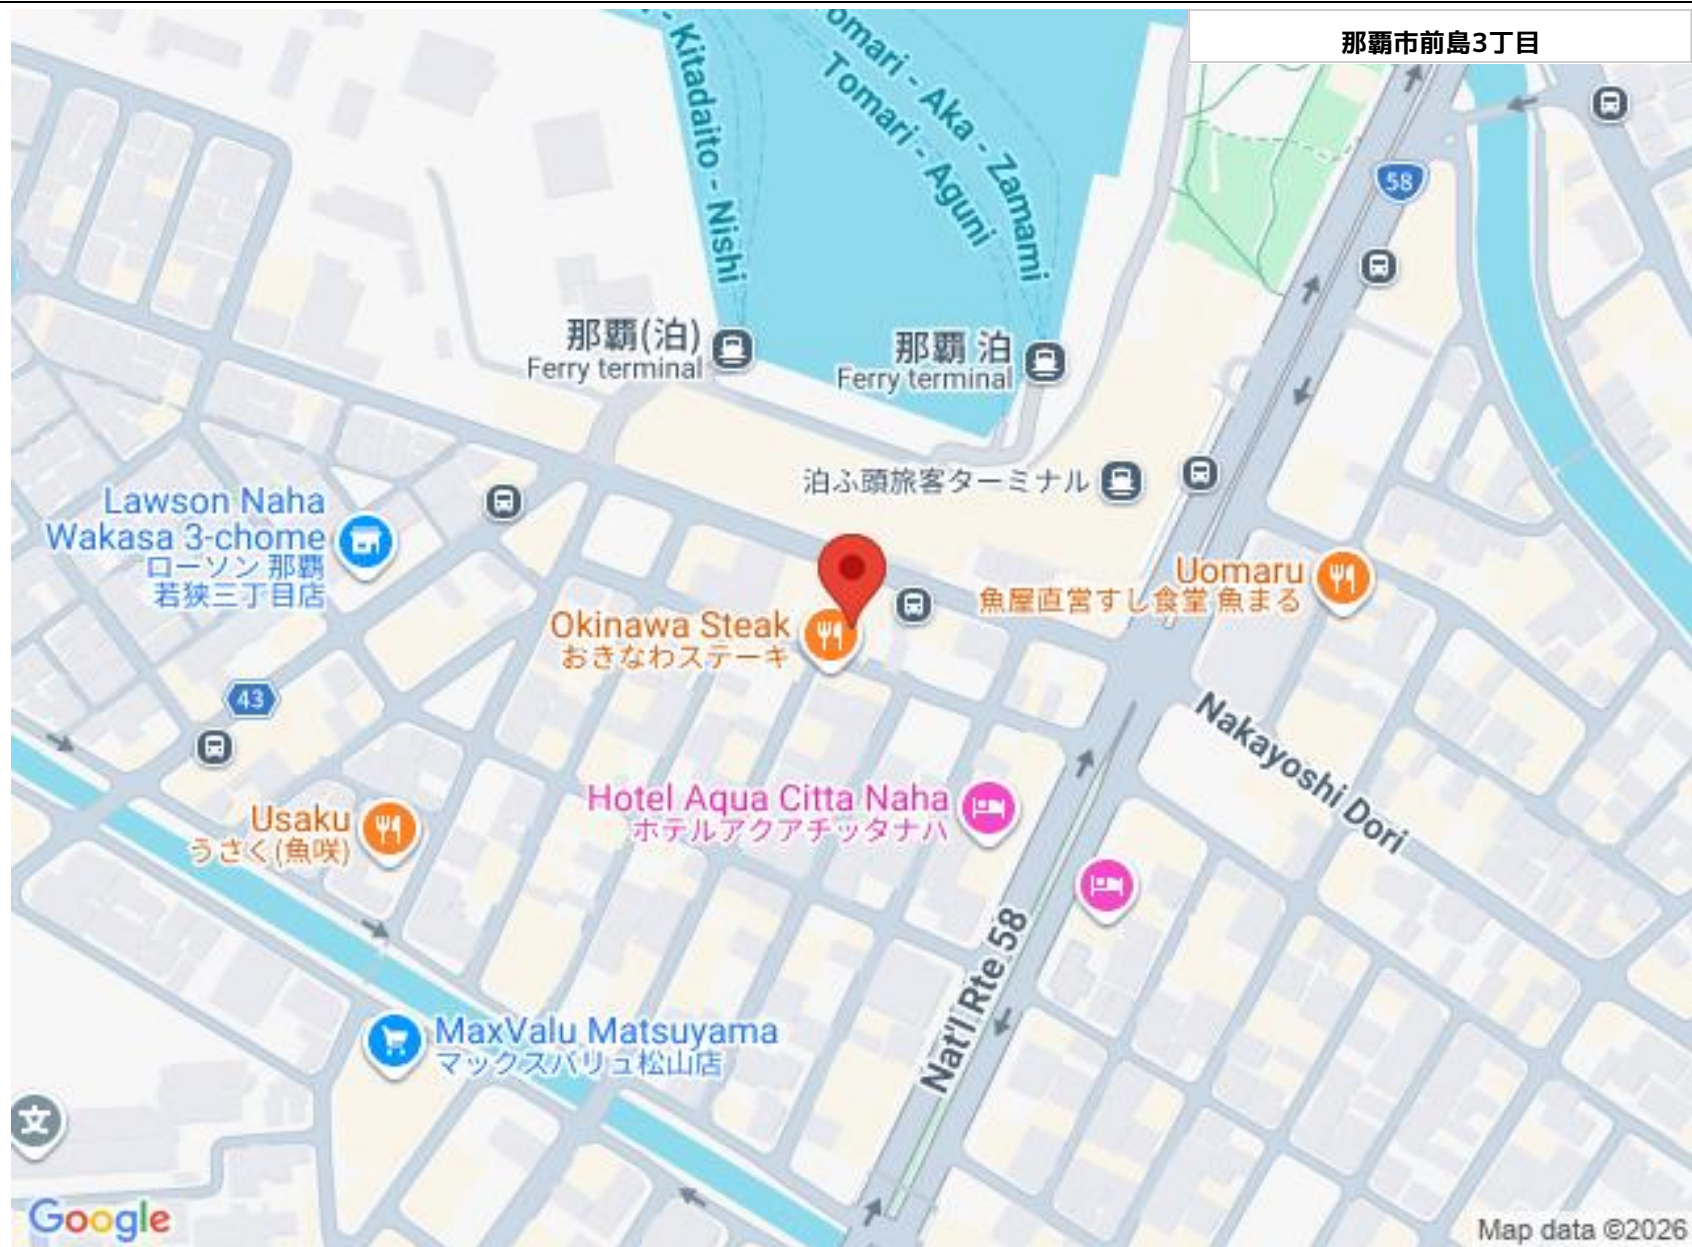 那覇市前島3丁目
Kitadaito - Nishi
Tomari - Aka - Zamami
Tomari - Aguni
58
那覇(泊)
Ferry terminal
那覇 泊
Ferry terminal
泊ふ頭旅客ターミナル
Lawson Naha
Wakasa 3-chome
ローソン 那覇
若狭三丁目店
Uomaru
魚屋直営すし食堂 魚まる
Okinawa Steak
おきなわステーキ
43
Nakayoshi Dori
Hotel Aqua Citta Naha
ホテルアクアチッタナハ
Usaku
うさく(魚咲)
Nat'l Rte 58
MaxValu Matsuyama
マックスバリュ松山店
文
Google
Map data ©2026